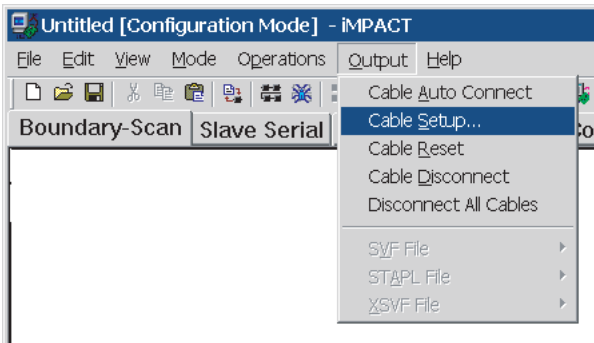 Untitled [Configuration Mode] - iMPACT
File Edit View Mode Operations Output Help
Boundary-Scan Slave Serial
Cable Auto Connect
Cable Setup...
Cable Reset
Cable Disconnect
Disconnect All Cables
SVF File
STAPL File
XSVF File